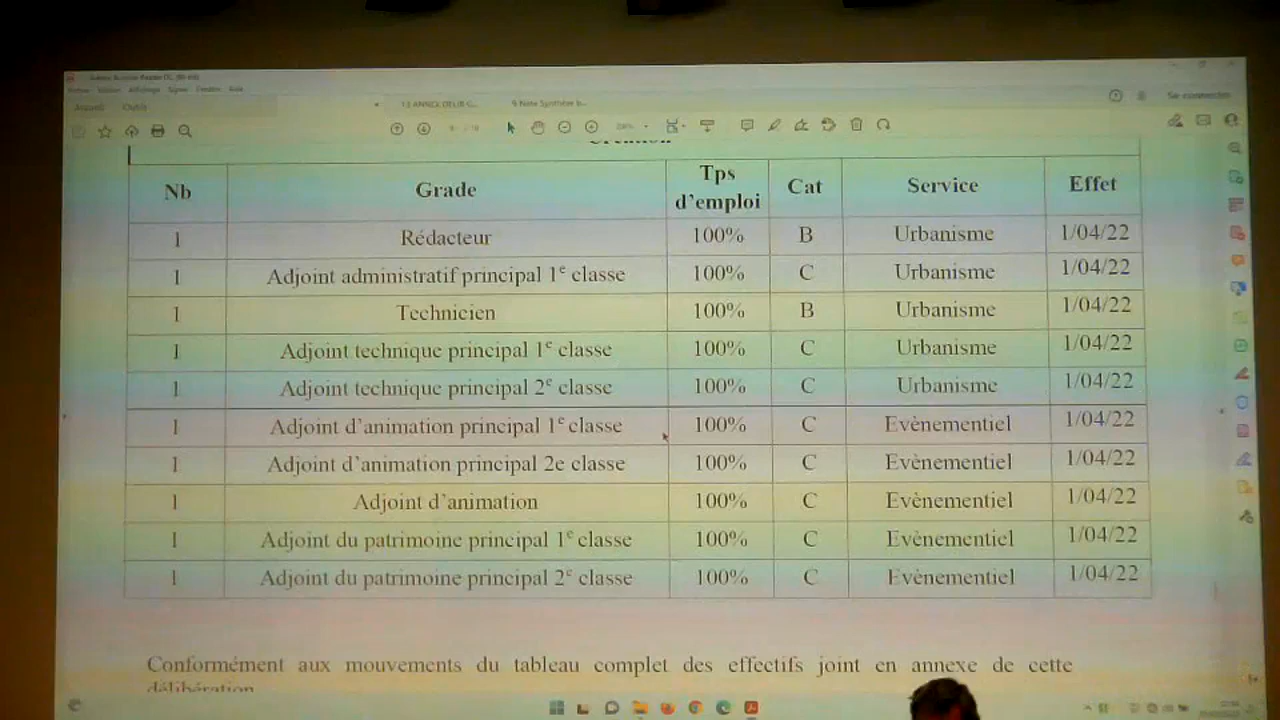 Se connecter
Création
Nb Grade Tps d'emploi Cat Service Effet
1 Rédacteur 100% B Urbanisme 1/04/22
1 Adjoint administratif principal 1e classe 100% C Urbanisme 1/04/22
1 Technicien 100% B Urbanisme 1/04/22
1 Adjoint technique principal 1e classe 100% C Urbanisme 1/04/22
1 Adjoint technique principal 2e classe 100% C Urbanisme 1/04/22
1 Adjoint d'animation principal 1e classe 100% C Evènementiel 1/04/22
1 Adjoint d'animation principal 2e classe 100% C Evènementiel 1/04/22
1 Adjoint d'animation 100% C Evènementiel 1/04/22
1 Adjoint du patrimoine principal 1e classe 100% C Evènementiel 1/04/22
1 Adjoint du patrimoine principal 2e classe 100% C Evènementiel 1/04/22
Conformément aux mouvements du tableau complet des effectifs joint en annexe de cette
délibération